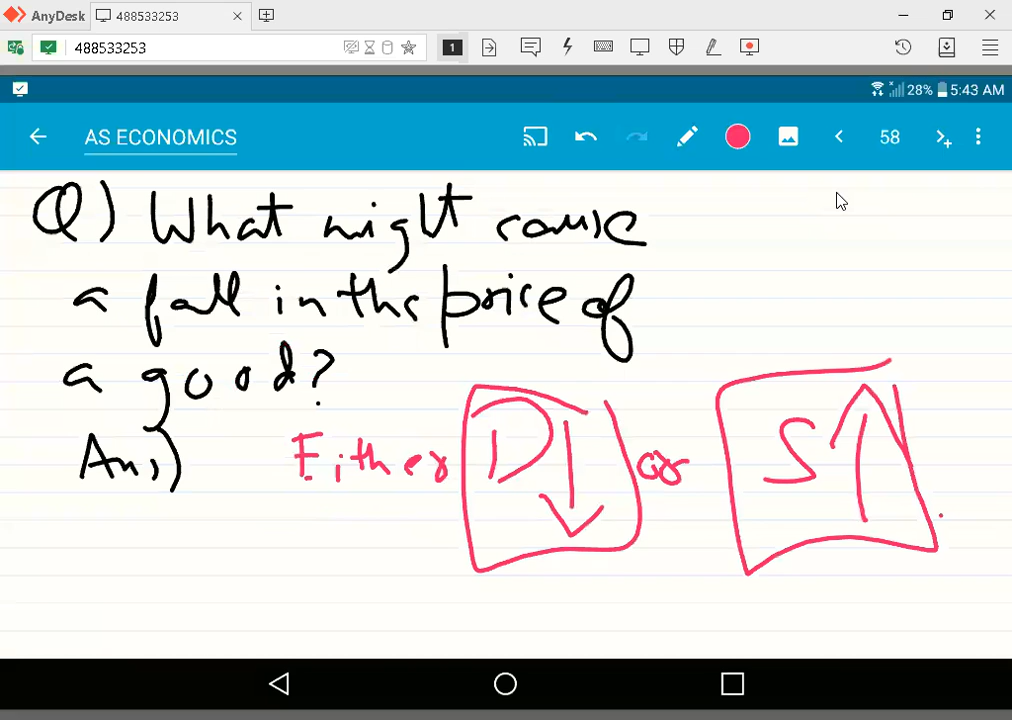 AnyDesk
488533253
488533253
1
28% 5:43 AM
AS ECONOMICS
58
Q) What might cause
a fall in the price of
a good?
Ans)
Either D↓ or S↑